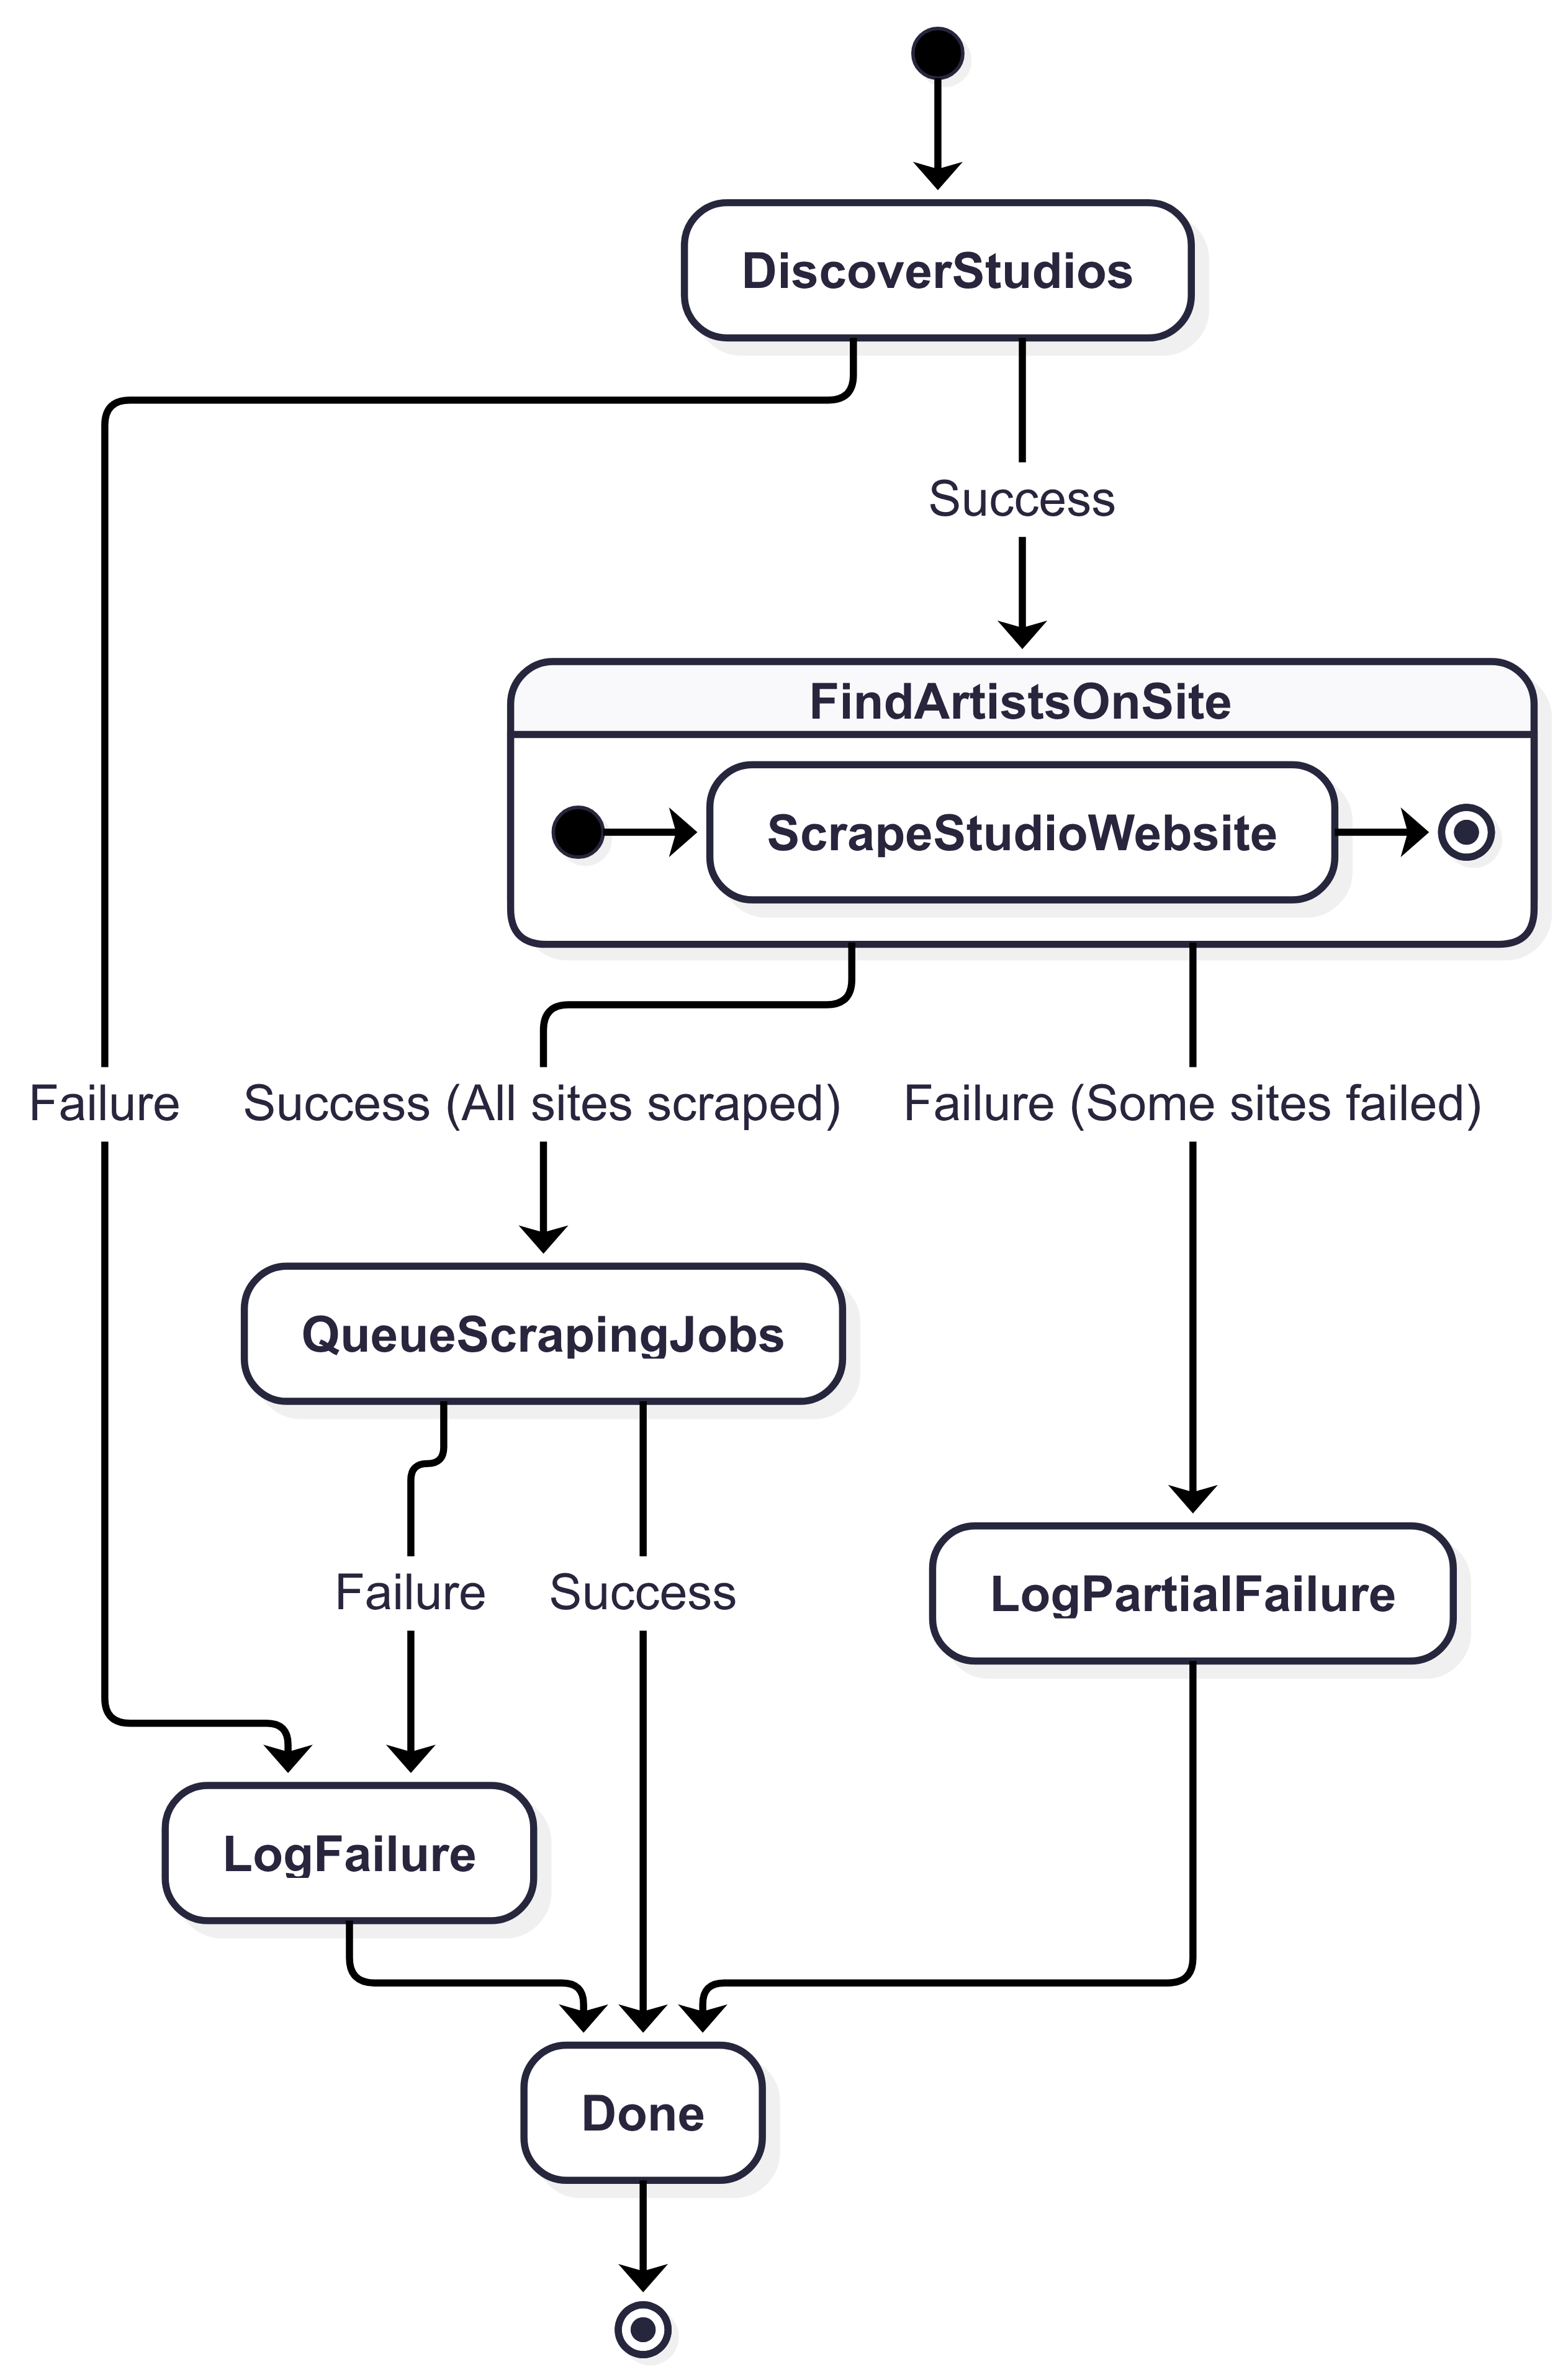 DiscoverStudios
Success
FindArtistsOnSite
ScrapeStudioWebsite
Failure
Success (All sites scraped)
Failure (Some sites failed)
QueueScrapingJobs
Failure
Success
LogPartialFailure
LogFailure
Done